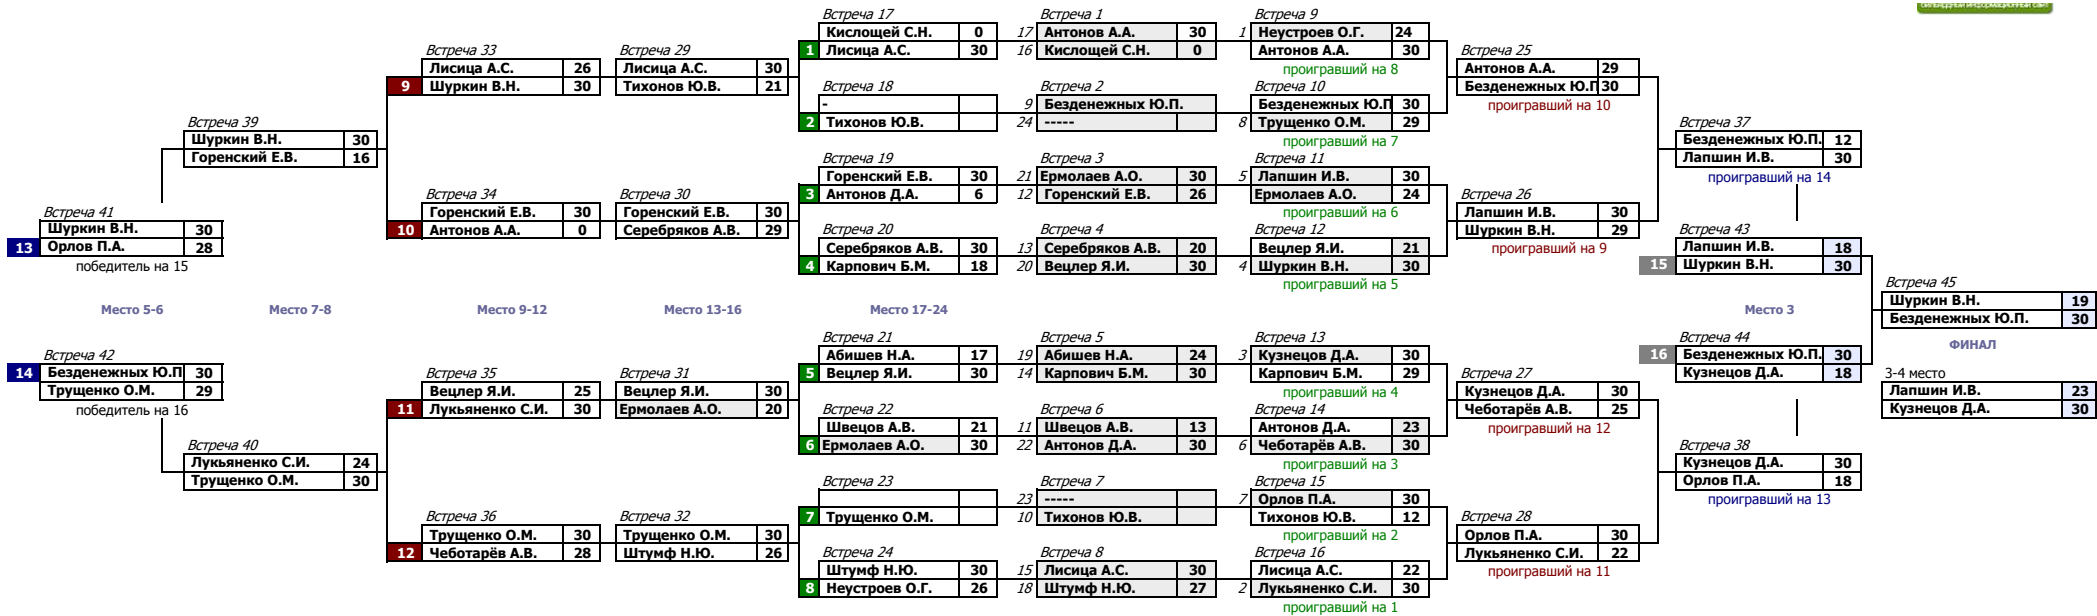 бильярдный информационный сайт
Встреча 17 Встреча 1 Встреча 9
Кислощей С.Н. 0 17 Антонов А.А. 30 1 Неустроев О.Г. 24
Встреча 33 Встреча 29 1 Лисица А.С. 30 16 Кислощей С.Н. 0 Антонов А.А. 30 Встреча 25
Лисица А.С. 26 Лисица А.С. 30 проигравший на 8 Антонов А.А. 29
9 Шуркин В.Н. 30 Тихонов Ю.В. 21 Встреча 18 Встреча 2 Встреча 10 Безденежных Ю.П 30
- 9 Безденежных Ю.П. Безденежных Ю.П 30 проигравший на 10
Встреча 39 2 Тихонов Ю.В. 24 ----- 8 Трущенко О.М. 29 Встреча 37
Шуркин В.Н. 30 проигравший на 7 Безденежных Ю.П. 12
Горенский Е.В. 16 Встреча 19 Встреча 3 Встреча 11 Лапшин И.В. 30
Горенский Е.В. 30 21 Ермолаев А.О. 30 5 Лапшин И.В. 30 проигравший на 14
Встреча 34 Встреча 30 3 Антонов Д.А. 6 12 Горенский Е.В. 26 Ермолаев А.О. 24 Встреча 26
Встреча 41 Горенский Е.В. 30 Горенский Е.В. 30 проигравший на 6 Лапшин И.В. 30
Шуркин В.Н. 30 10 Антонов А.А. 0 Серебряков А.В. 29 Встреча 20 Встреча 4 Встреча 12 Шуркин В.Н. 29 Встреча 43
13 Орлов П.А. 28 Серебряков А.В. 30 13 Серебряков А.В. 20 Вецлер Я.И. 21 проигравший на 9 Лапшин И.В. 18
победитель на 15 4 Карпович Б.М. 18 20 Вецлер Я.И. 30 4 Шуркин В.Н. 30 15 Шуркин В.Н. 30
проигравший на 5 Встреча 45
Шуркин В.Н. 19
Место 5-6 Место 7-8 Место 9-12 Место 13-16 Место 17-24 Место 3
Безденежных Ю.П. 30
Встреча 21 Встреча 5 Встреча 13 Встреча 44
ФИНАЛ
Встреча 42 Абишев Н.А. 17 19 Абишев Н.А. 24 3 Кузнецов Д.А. 30 16 Безденежных Ю.П. 30
14 Безденежных Ю.П 30 Встреча 35 Встреча 31 5 Вецлер Я.И. 30 14 Карпович Б.М. 30 Карпович Б.М. 29 Встреча 27 Кузнецов Д.А. 18 3-4 место
Трущенко О.М. 29 Вецлер Я.И. 25 Вецлер Я.И. 30 проигравший на 4 Кузнецов Д.А. 30 Лапшин И.В. 23
победитель на 16 11 Лукьяненко С.И. 30 Ермолаев А.О. 20 Встреча 22 Встреча 6 Встреча 14 Чеботарёв А.В. 25 Кузнецов Д.А. 30
Швецов А.В. 21 11 Швецов А.В. 13 Антонов Д.А. 23 проигравший на 12
Встреча 40 6 Ермолаев А.О. 30 22 Антонов Д.А. 30 6 Чеботарёв А.В. 30 Встреча 38
Лукьяненко С.И. 24 проигравший на 3 Кузнецов Д.А. 30
Трущенко О.М. 30 Встреча 23 Встреча 7 Встреча 15 Орлов П.А. 18
23 ----- 7 Орлов П.А. 30 проигравший на 13
Встреча 36 Встреча 32 7 Трущенко О.М. 10 Тихонов Ю.В. Тихонов Ю.В. 12 Встреча 28
Трущенко О.М. 30 Трущенко О.М. 30 проигравший на 2 Орлов П.А. 30
12 Чеботарёв А.В. 28 Штумф Н.Ю. 26 Встреча 24 Встреча 8 Встреча 16 Лукьяненко С.И. 22
Штумф Н.Ю. 30 15 Лисица А.С. 30 Лисица А.С. 22 проигравший на 11
8 Неустроев О.Г. 26 18 Штумф Н.Ю. 27 2 Лукьяненко С.И. 30
проигравший на 1